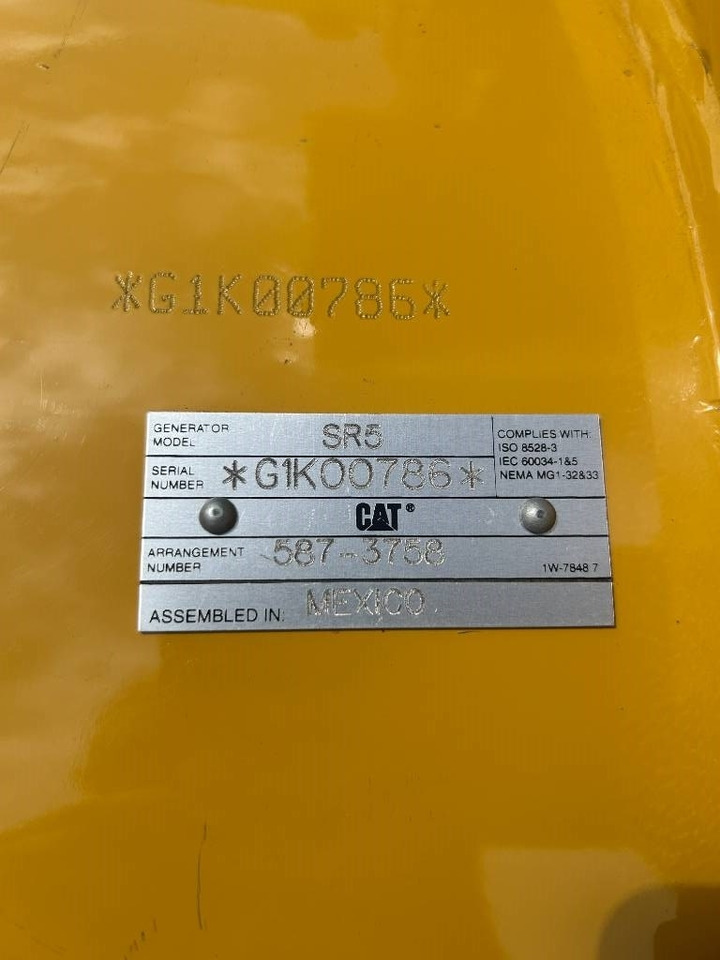 *G1K00786*
GENERATOR MODEL SR5
SERIAL NUMBER *G1K00786*
COMPLIES WITH:
ISO 8528-3
IEC 60034-1&5
NEMA MG1-32&33
CAT®
ARRANGEMENT NUMBER 587-3758
1W-7848 7
ASSEMBLED IN: MEXICO